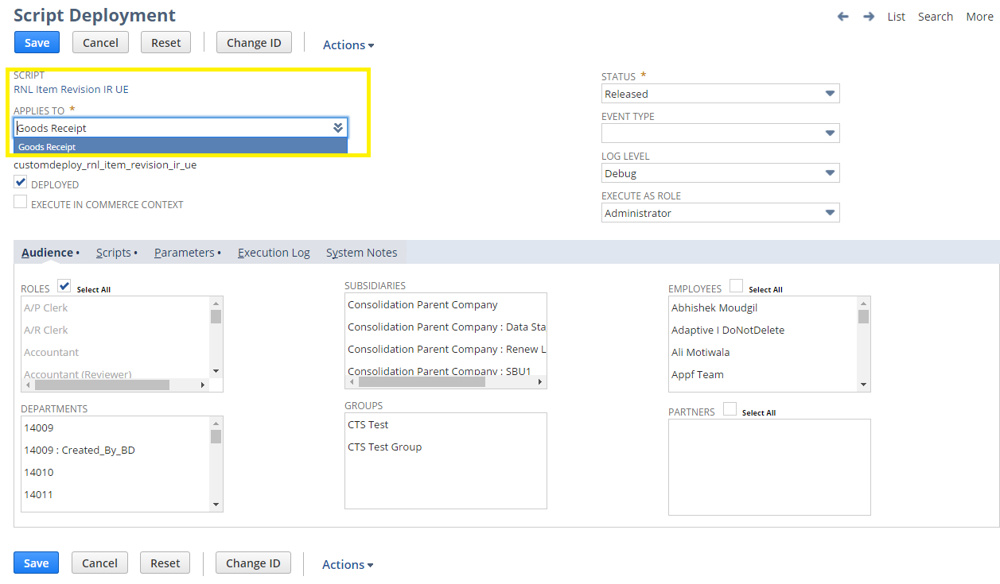 Script Deployment
List Search More
Save Cancel Reset Change ID Actions
SCRIPT
RNL Item Revision IR UE
APPLIES TO *
Goods Receipt
Goods Receipt
customdeploy_rnl_item_revision_ir_ue
DEPLOYED
EXECUTE IN COMMERCE CONTEXT
STATUS *
Released
EVENT TYPE
LOG LEVEL
Debug
EXECUTE AS ROLE
Administrator
Audience • Scripts • Parameters • Execution Log System Notes
ROLES Select All
A/P Clerk
A/R Clerk
Accountant
Accountant (Reviewer)
DEPARTMENTS
14009
14009 : Created_By_BD
14010
14011
SUBSIDIARIES
Consolidation Parent Company
Consolidation Parent Company : Data Sta
Consolidation Parent Company : Renew L
Consolidation Parent Company : SBU1
GROUPS
CTS Test
CTS Test Group
EMPLOYEES Select All
Abhishek Moudgil
Adaptive I DoNotDelete
Ali Motiwala
Appf Team
PARTNERS Select All
Save Cancel Reset Change ID Actions